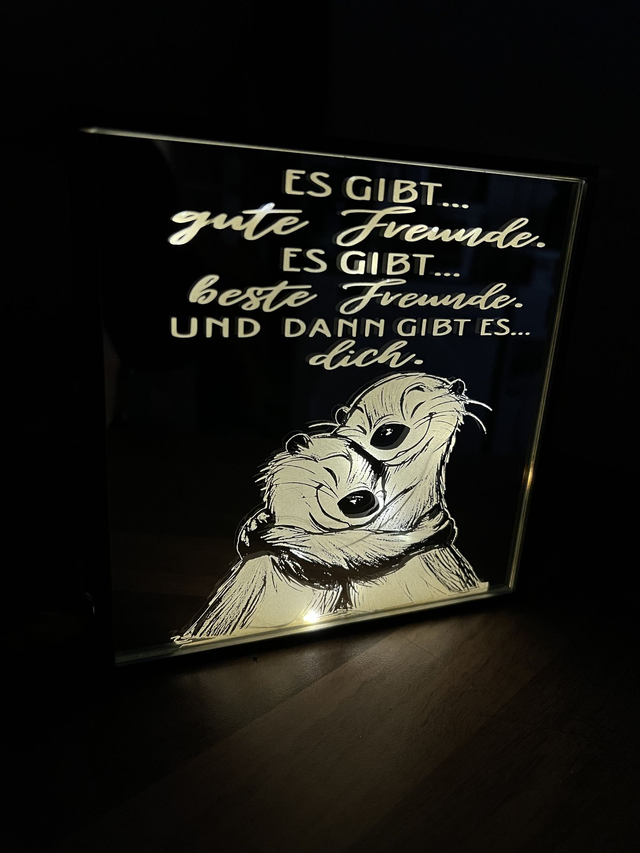 ES GIBT...
gute Freunde.
ES GIBT...
beste Freunde.
UND DANN GIBT ES...
dich.